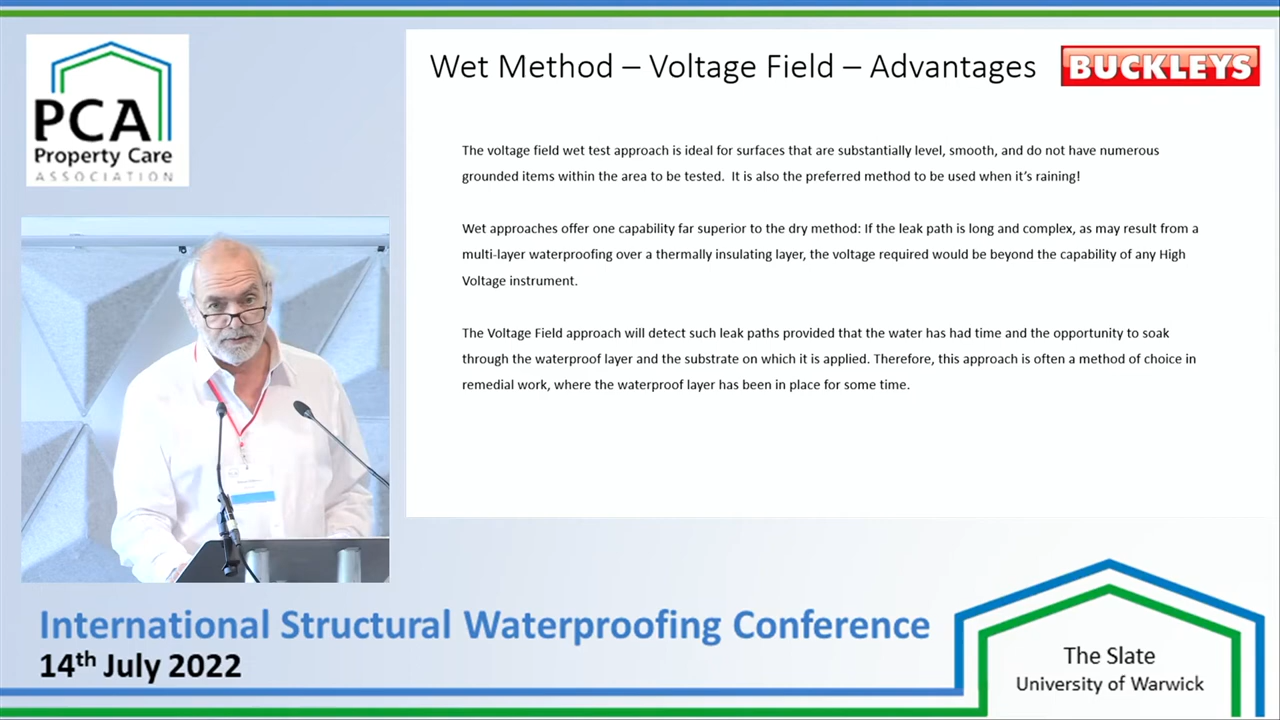 PCA
Property Care
ASSOCIATION
Wet Method – Voltage Field – Advantages
BUCKLEYS
The voltage field wet test approach is ideal for surfaces that are substantially level, smooth, and do not have numerous
grounded items within the area to be tested.  It is also the preferred method to be used when it’s raining!
Wet approaches offer one capability far superior to the dry method: If the leak path is long and complex, as may result from a
multi-layer waterproofing over a thermally insulating layer, the voltage required would be beyond the capability of any High
Voltage instrument.
The Voltage Field approach will detect such leak paths provided that the water has had time and the opportunity to soak
through the waterproof layer and the substrate on which it is applied. Therefore, this approach is often a method of choice in
remedial work, where the waterproof layer has been in place for some time.
International Structural Waterproofing Conference
14th July 2022
The Slate
University of Warwick